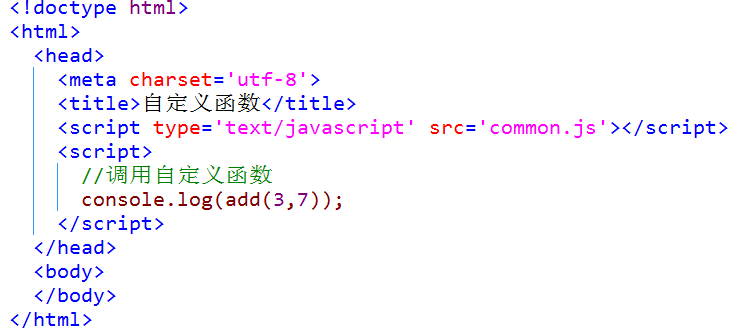 <!doctype html>
<html>
<head>
<meta charset='utf-8'>
<title>自定义函数</title>
<script type='text/javascript' src='common.js'></script>
<script>
//调用自定义函数
console.log(add(3,7));
</script>
</head>
<body>
</body>
</html>